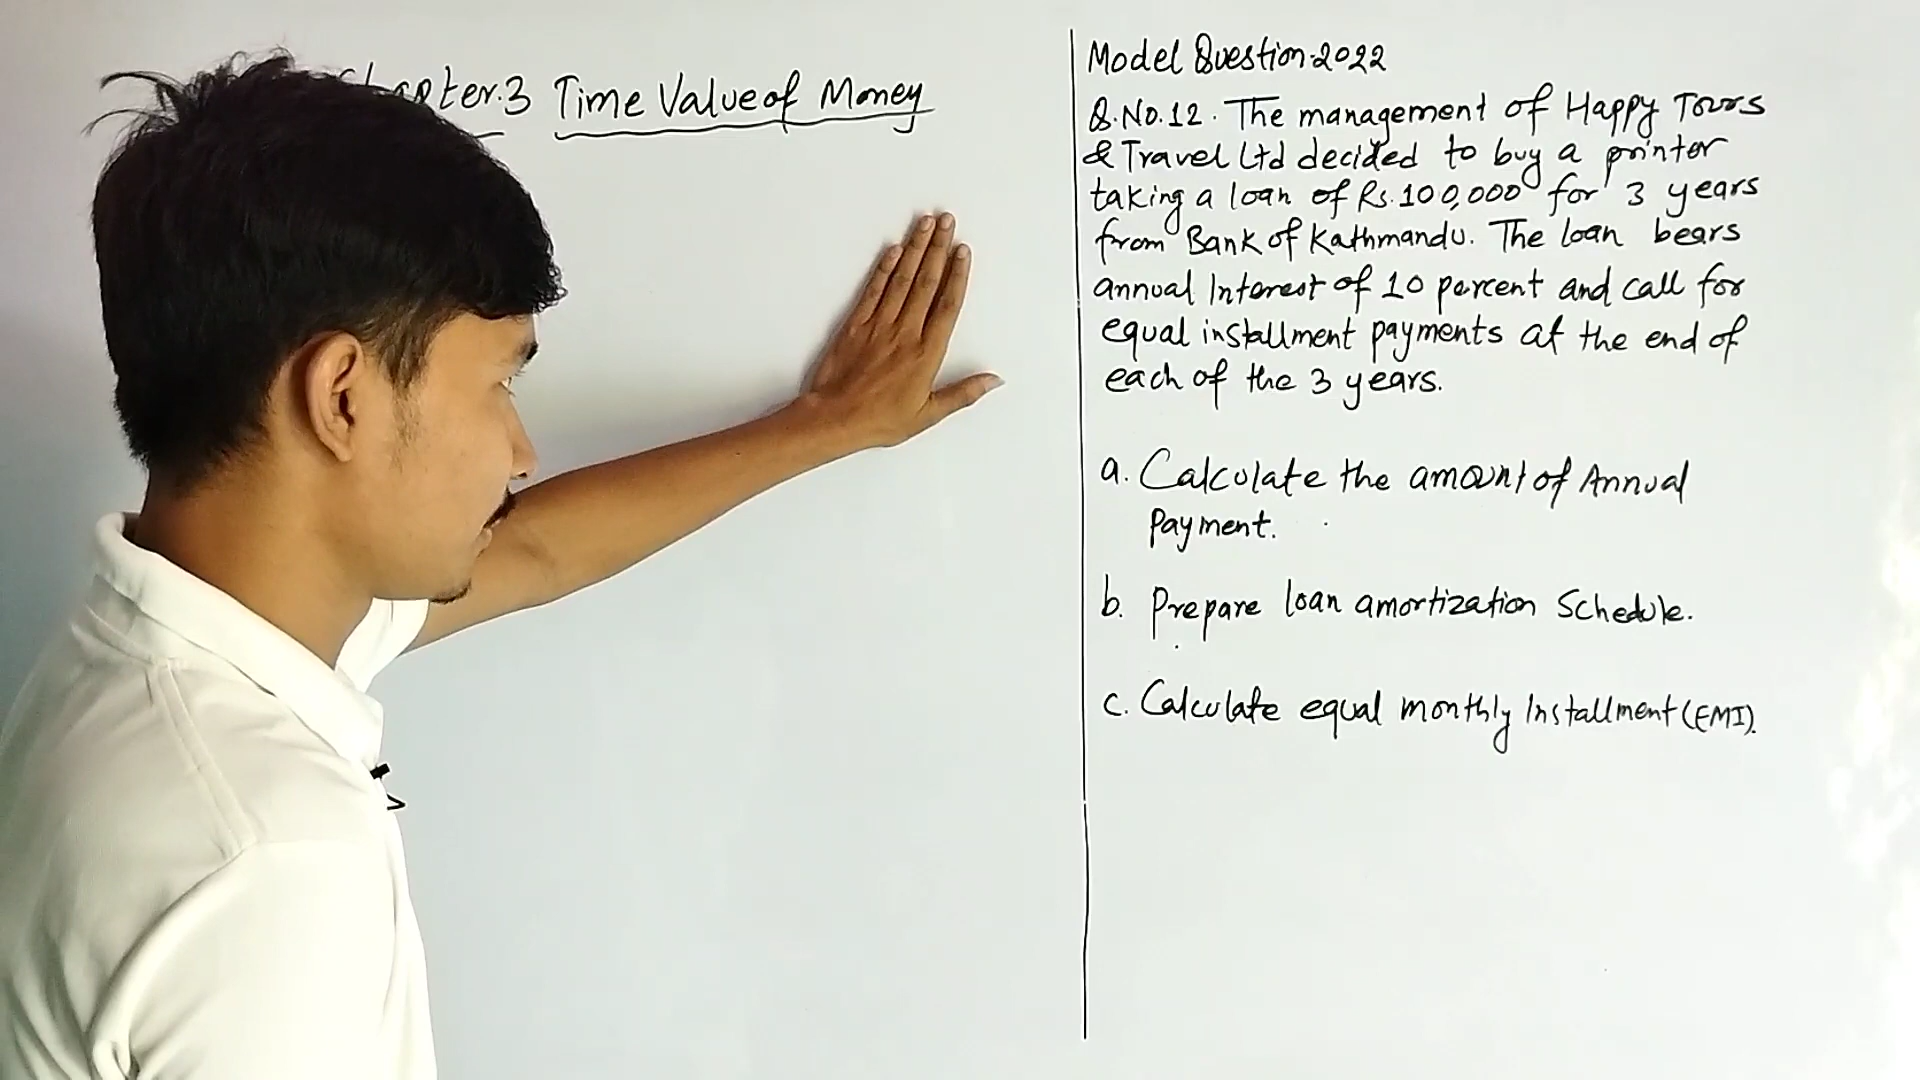 Chapter.3 Time Value of Money
Model Question-2022
Q.No.12. The management of Happy Tours
& Travel Ltd decided to buy a printer
taking a loan of Rs.100,000 for 3 years
from Bank of Kathmandu. The loan bears
annual Interest of 10 percent and call for
equal installment payments at the end of
each of the 3 years.
a. Calculate the amount of Annual
Payment.
b. Prepare loan amortization Schedule.
c. Calculate equal monthly Installment (EMI).